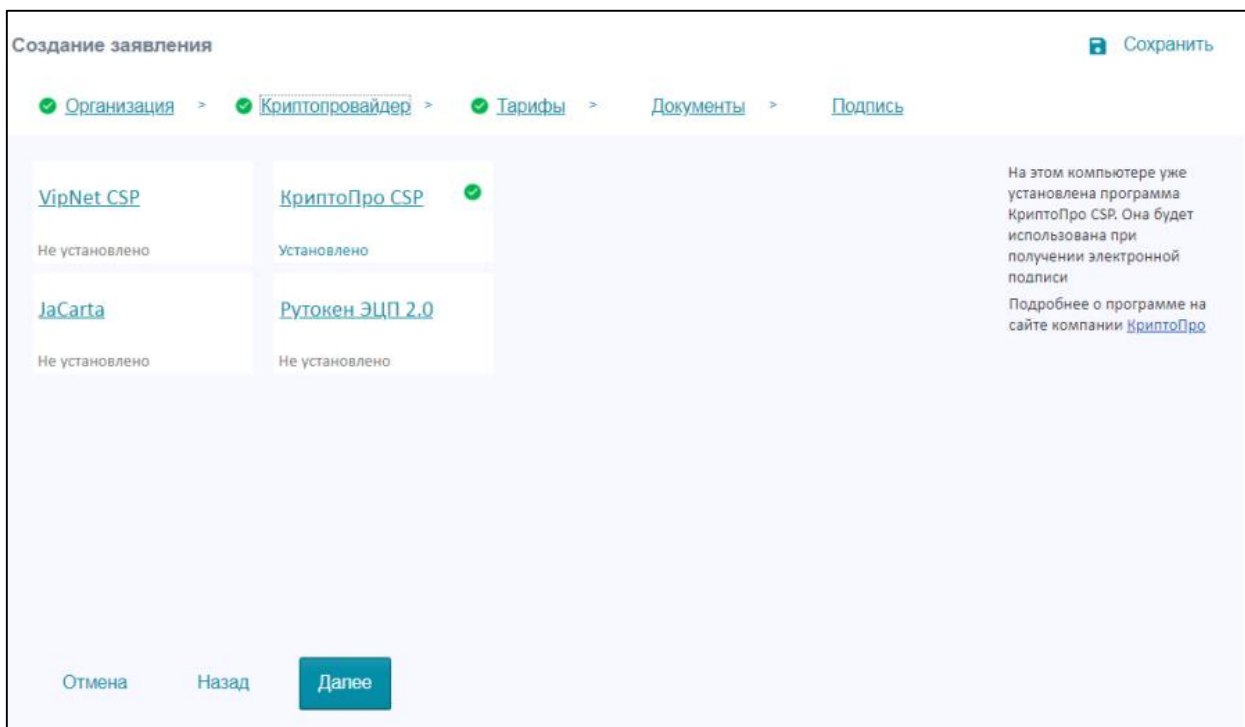 Создание заявления
Сохранить
Организация > Криптопровайдер > Тарифы > Документы > Подпись
VipNet CSP
Не установлено
КриптоПро CSP
Установлено
JaCarta
Не установлено
Рутокен ЭЦП 2.0
Не установлено
На этом компьютере уже
установлена программа
КриптоПро CSP. Она будет
использована при
получении электронной
подписи
Подробнее о программе на
сайте компании КриптоПро
Отмена Назад Далее